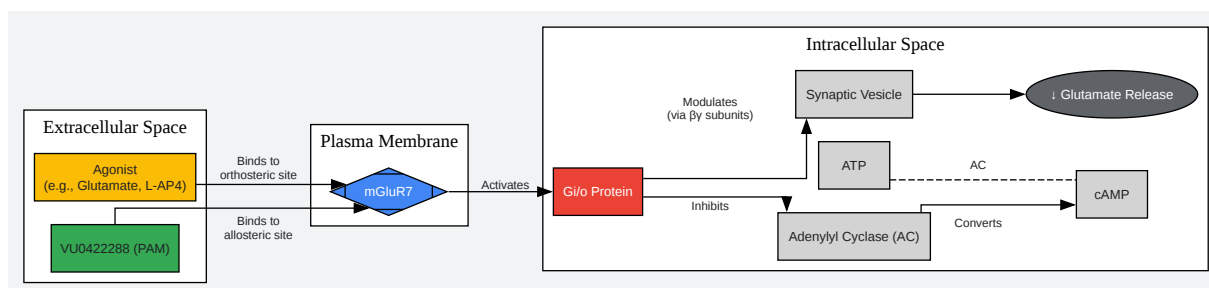 Extracellular Space
Agonist
(e.g., Glutamate, L-AP4)
VU0422288 (PAM)
Binds to
orthosteric site
Binds to
allosteric site
Plasma Membrane
mGluR7
Activates
Intracellular Space
Gi/o Protein
Modulates
(via βγ subunits)
Inhibits
Synaptic Vesicle
↓ Glutamate Release
ATP
AC
cAMP
Adenylyl Cyclase (AC)
Converts